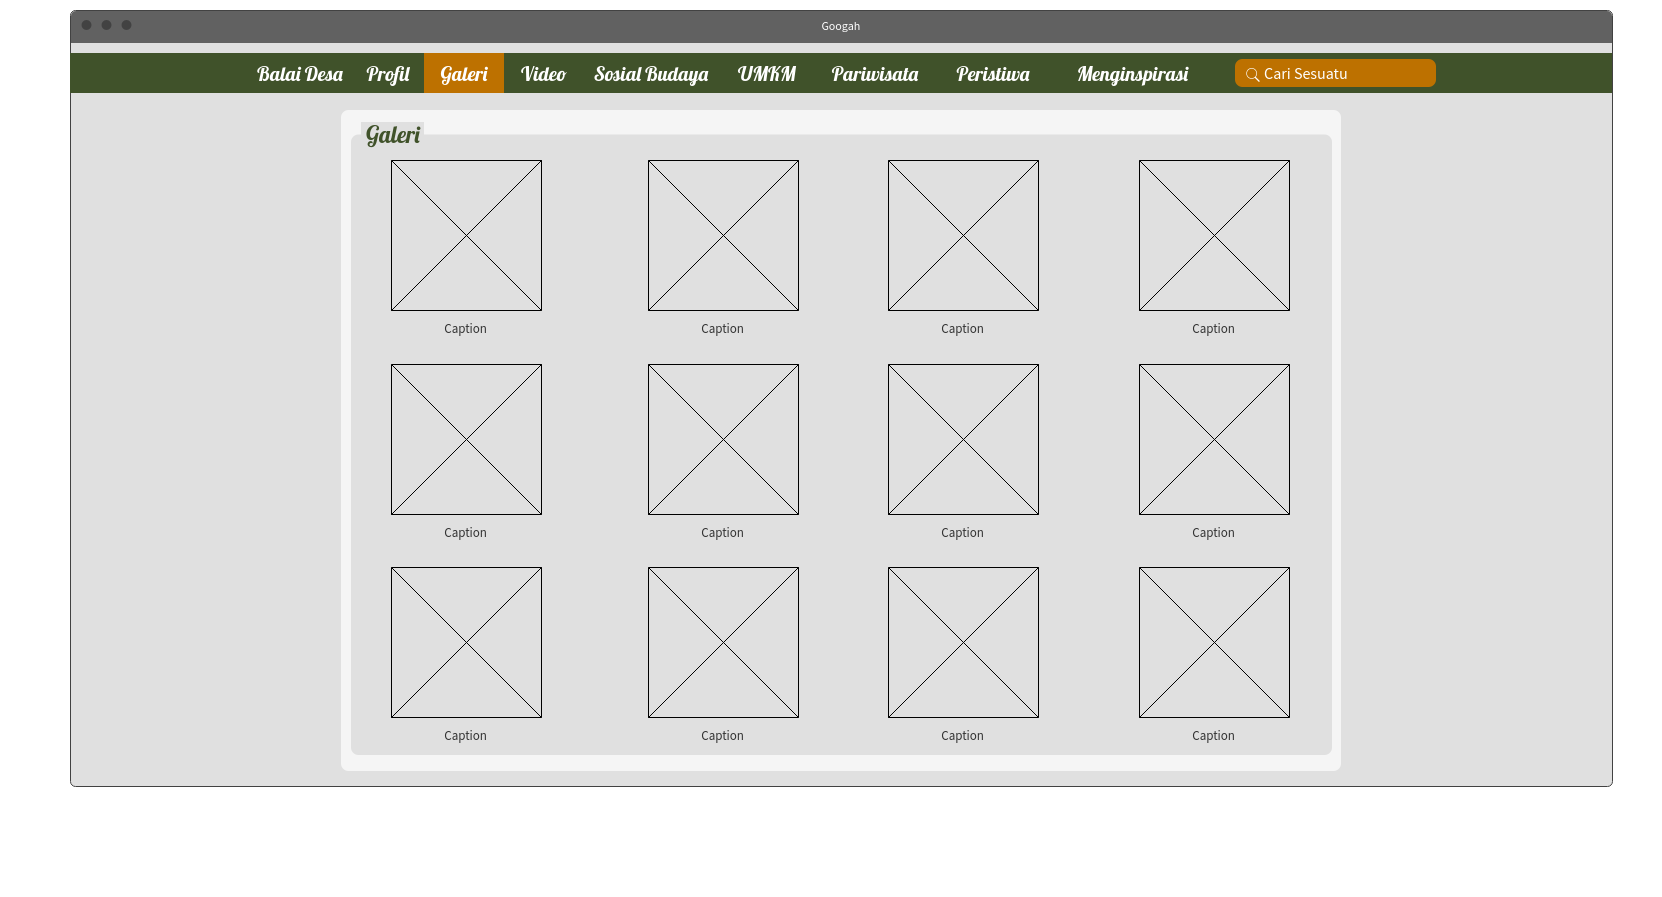 Googah
Balai Desa Profil Galeri Video Sosial Budaya UMKM Pariwisata Peristiwa Menginspirasi Cari Sesuatu
Galeri
Caption Caption Caption Caption
Caption Caption Caption Caption
Caption Caption Caption Caption